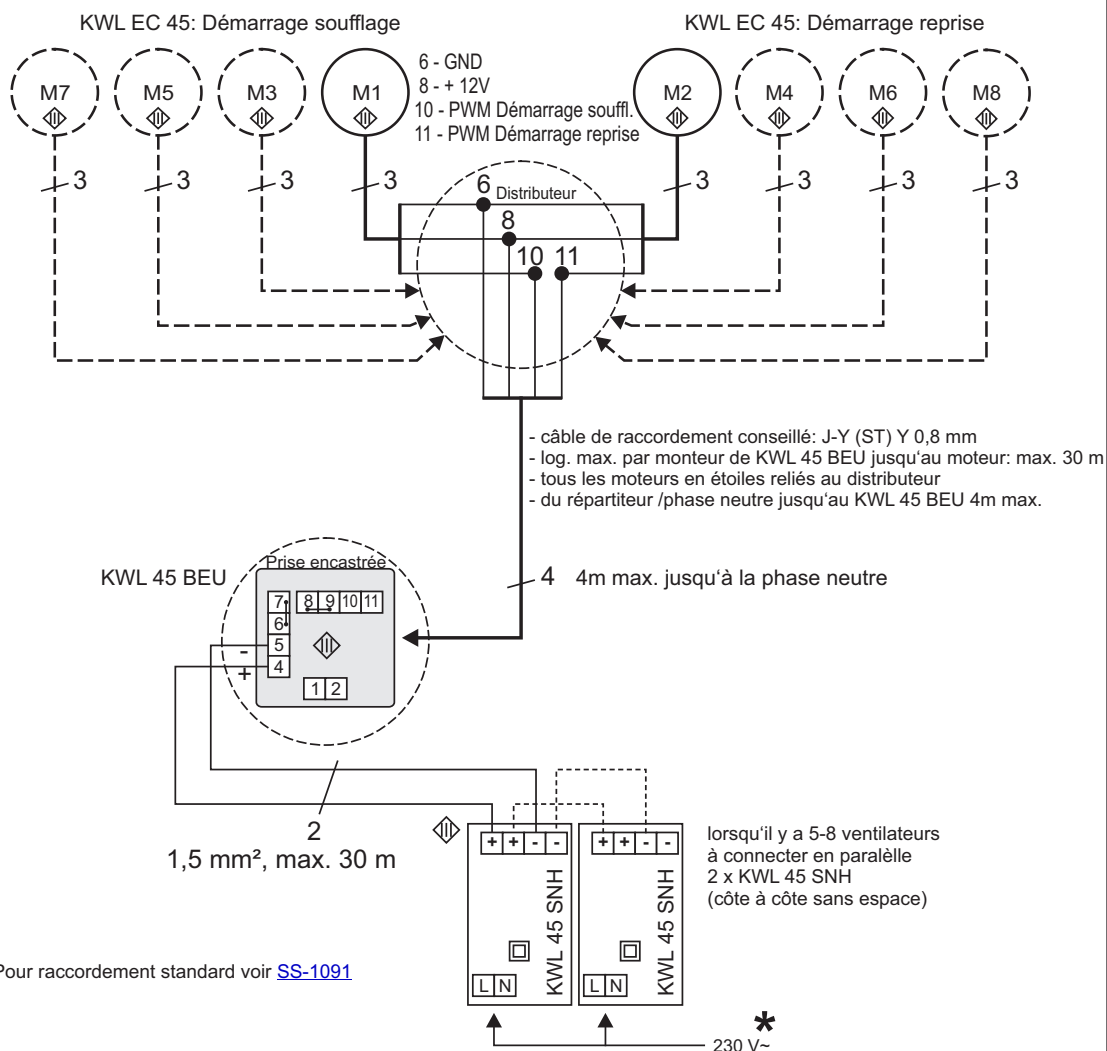 KWL EC 45: Démarrage soufflage
KWL EC 45: Démarrage reprise
M7
M5
M3
M1
6 - GND
8 - + 12V
10 - PWM Démarrage souffl.
11 - PWM Démarrage reprise
M2
M4
M6
M8
3
3
3
3
3
3
3
3
6
Distributeur
8
10
11
- câble de raccordement conseillé: J-Y (ST) Y 0,8 mm
- log. max. par monteur de KWL 45 BEU jusqu‘au moteur: max. 30 m
- tous les moteurs en étoiles reliés au distributeur
- du répartiteur /phase neutre jusqu‘au KWL 45 BEU 4m max.
KWL 45 BEU
Prise encastrée
4
4m max. jusqu‘à la phase neutre
7
8 9 10 11
6
5
4
-
+
1 2
2
1,5 mm², max. 30 m
+ + - -
+ + - -
KWL 45 SNH
KWL 45 SNH
L N
L N
lorsqu'il y a 5-8 ventilateurs
à connecter en paralèlle
2 x KWL 45 SNH
(côte à côte sans espace)
Pour raccordement standard voir SS-1091
*
230 V~